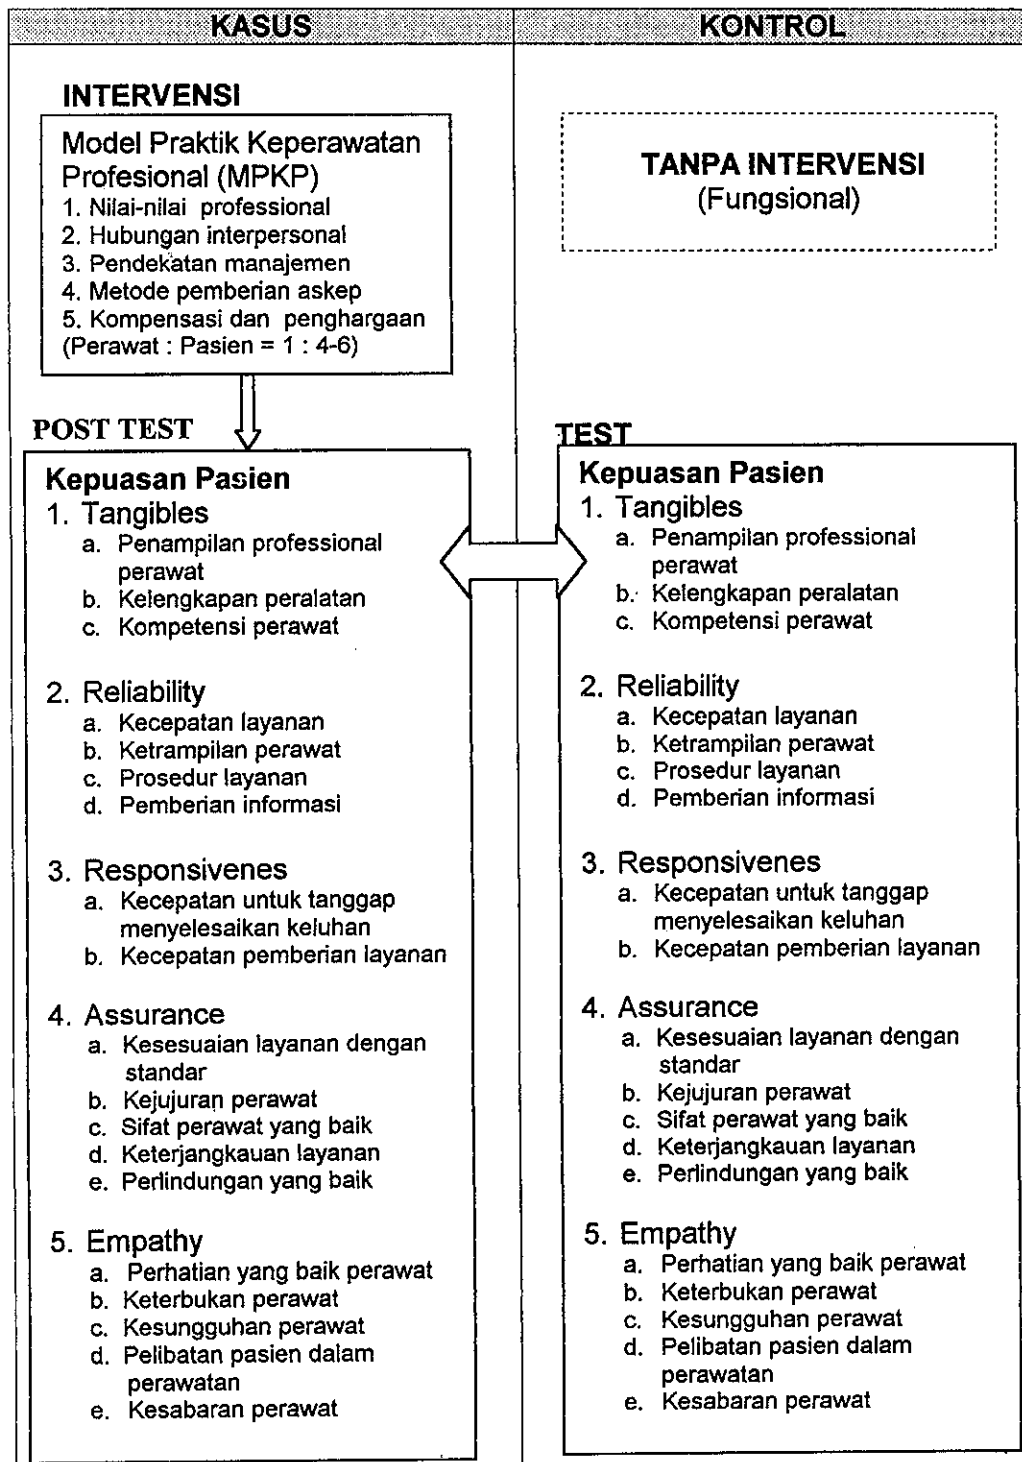 KASUS
KONTROL
INTERVENSI
Model Praktik Keperawatan
Profesional (MPKP)
1. Nilai-nilai professional
2. Hubungan interpersonal
3. Pendekatan manajemen
4. Metode pemberian askep
5. Kompensasi dan penghargaan
(Perawat : Pasien = 1 : 4-6)
TANPA INTERVENSI
(Fungsional)
POST TEST
Kepuasan Pasien
1. Tangibles
a. Penampilan professional
perawat
b. Kelengkapan peralatan
c. Kompetensi perawat
2. Reliability
a. Kecepatan layanan
b. Ketrampilan perawat
c. Prosedur layanan
d. Pemberian informasi
3. Responsivenes
a. Kecepatan untuk tanggap
menyelesaikan keluhan
b. Kecepatan pemberian layanan
4. Assurance
a. Kesesuaian layanan dengan
standar
b. Kejujuran perawat
c. Sifat perawat yang baik
d. Keterjangkauan layanan
e. Perlindungan yang baik
5. Empathy
a. Perhatian yang baik perawat
b. Keterbukan perawat
c. Kesungguhan perawat
d. Pelibatan pasien dalam
perawatan
e. Kesabaran perawat
TEST
Kepuasan Pasien
1. Tangibles
a. Penampilan professional
perawat
b. Kelengkapan peralatan
c. Kompetensi perawat
2. Reliability
a. Kecepatan layanan
b. Ketrampilan perawat
c. Prosedur layanan
d. Pemberian informasi
3. Responsivenes
a. Kecepatan untuk tanggap
menyelesaikan keluhan
b. Kecepatan pemberian layanan
4. Assurance
a. Kesesuaian layanan dengan
standar
b. Kejujuran perawat
c. Sifat perawat yang baik
d. Keterjangkauan layanan
e. Perlindungan yang baik
5. Empathy
a. Perhatian yang baik perawat
b. Keterbukan perawat
c. Kesungguhan perawat
d. Pelibatan pasien dalam
perawatan
e. Kesabaran perawat